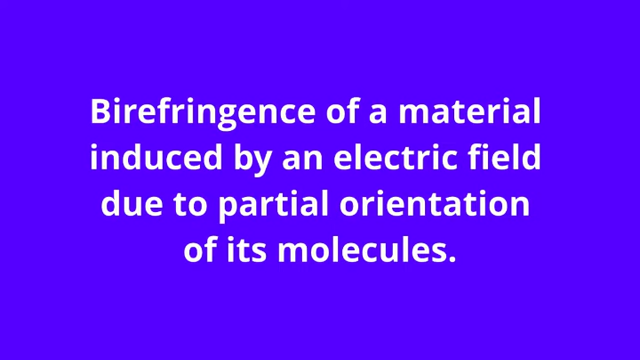 Birefringence of a material
induced by an electric field
due to partial orientation
of its molecules.